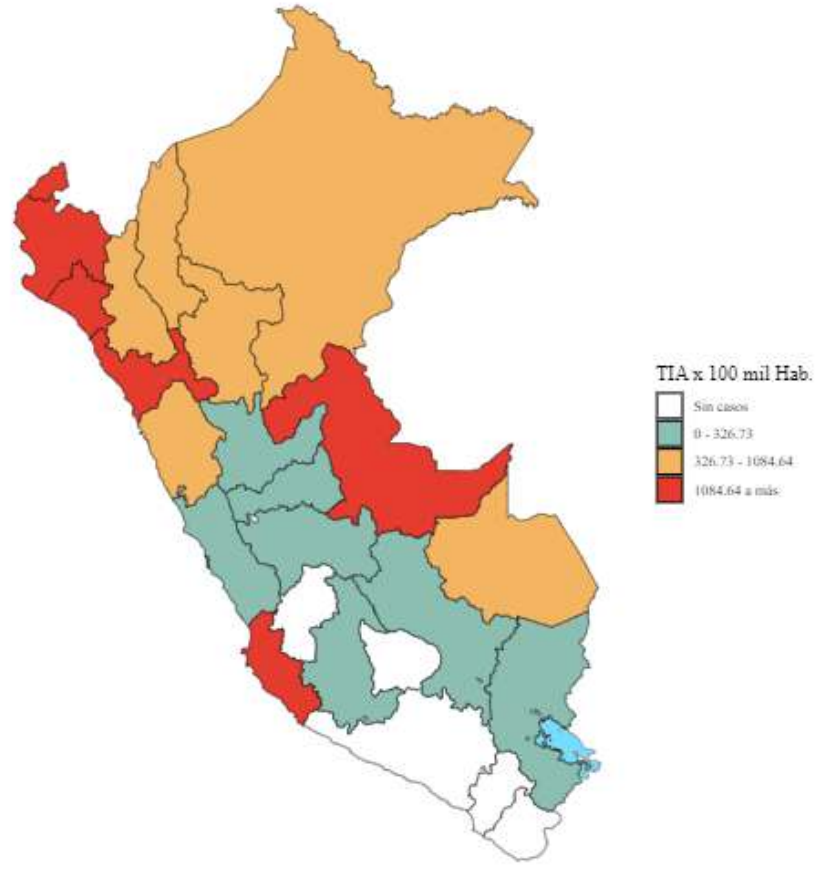 TIA x 100 mil Hab.
Sin casos
0 - 326.73
326.73 - 1084.64
1084.64 a más